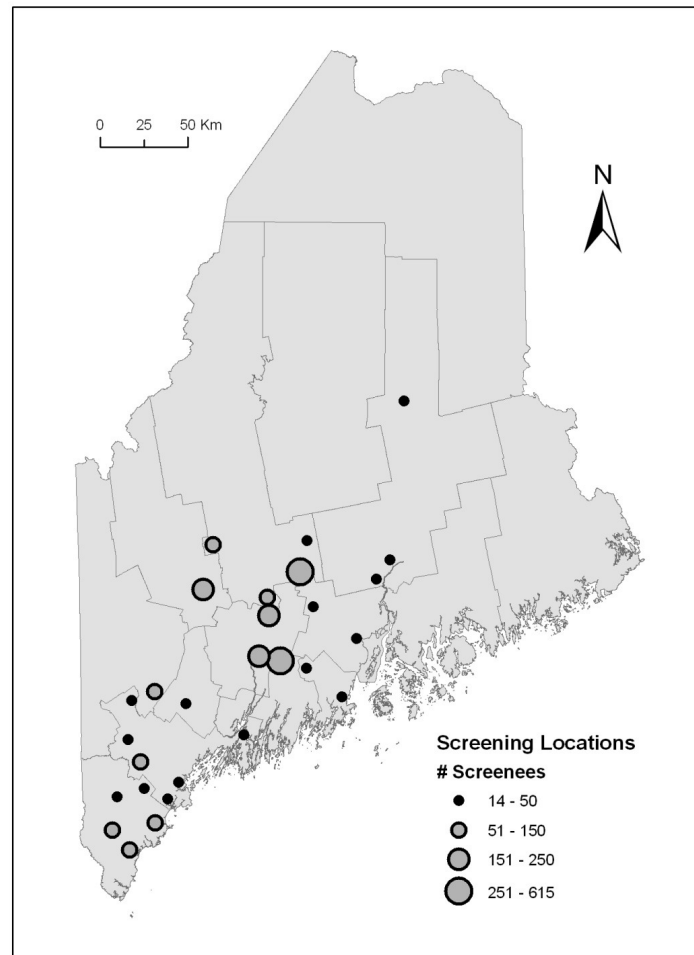 0 25 50 Km
N
Screening Locations
# Screenees
14 - 50
51 - 150
151 - 250
251 - 615